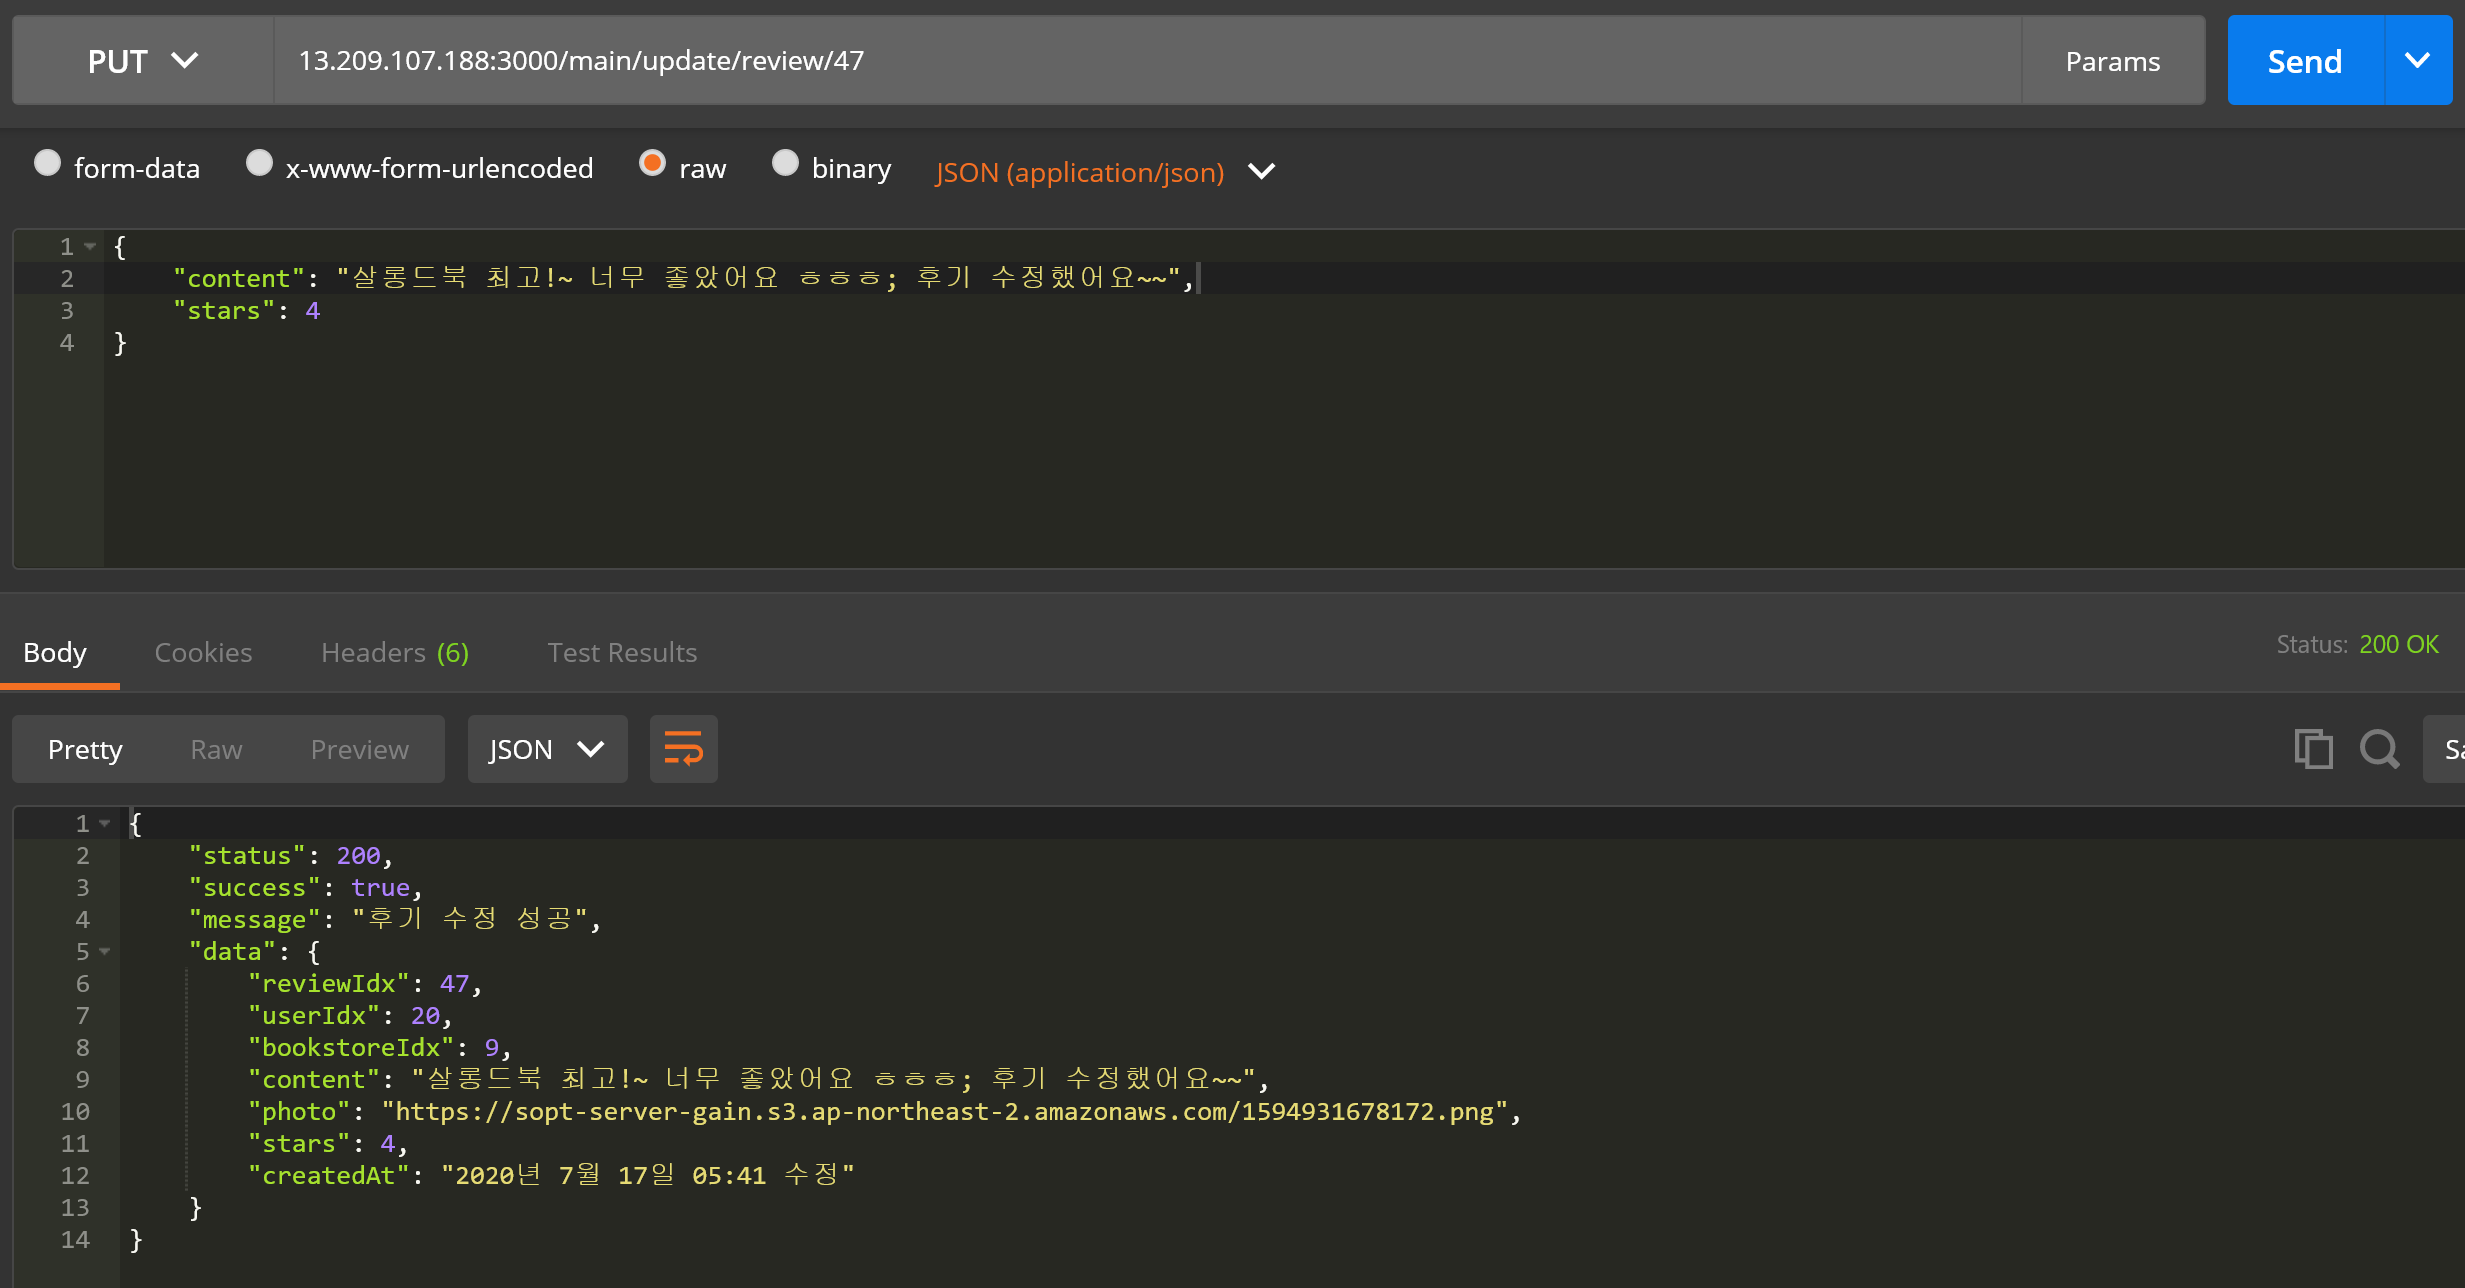 PUT 13.209.107.188:3000/main/update/review/47 Params Send
form-data x-www-form-urlencoded raw binary JSON (application/json)
1 {
2 "content": "살롱드북 최고!~ 너무 좋았어요 ㅎㅎㅎ; 후기 수정했어요~~",
3 "stars": 4
4 }
Body Cookies Headers (6) Test Results Status: 200 OK
Pretty Raw Preview JSON Sa
1 {
2 "status": 200,
3 "success": true,
4 "message": "후기 수정 성공",
5 "data": {
6 "reviewIdx": 47,
7 "userIdx": 20,
8 "bookstoreIdx": 9,
9 "content": "살롱드북 최고!~ 너무 좋았어요 ㅎㅎㅎ; 후기 수정했어요~~",
10 "photo": "https://sopt-server-gain.s3.ap-northeast-2.amazonaws.com/1594931678172.png",
11 "stars": 4,
12 "createdAt": "2020년 7월 17일 05:41 수정"
13 }
14 }